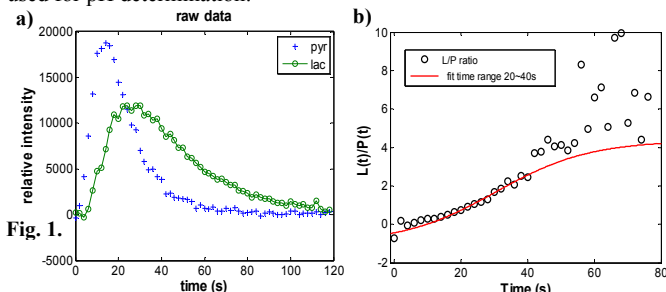 used for pH determination.
a)
raw data
20000
15000
10000
5000
0
-5000
0
20
40
60
80
100
120
relative intensity
time (s)
pyr
lac
Fig. 1.
b)
10
8
6
4
2
0
-2
0
20
40
60
80
L(t)/P(t)
Time (s)
L/P ratio
fit time range 20~40s